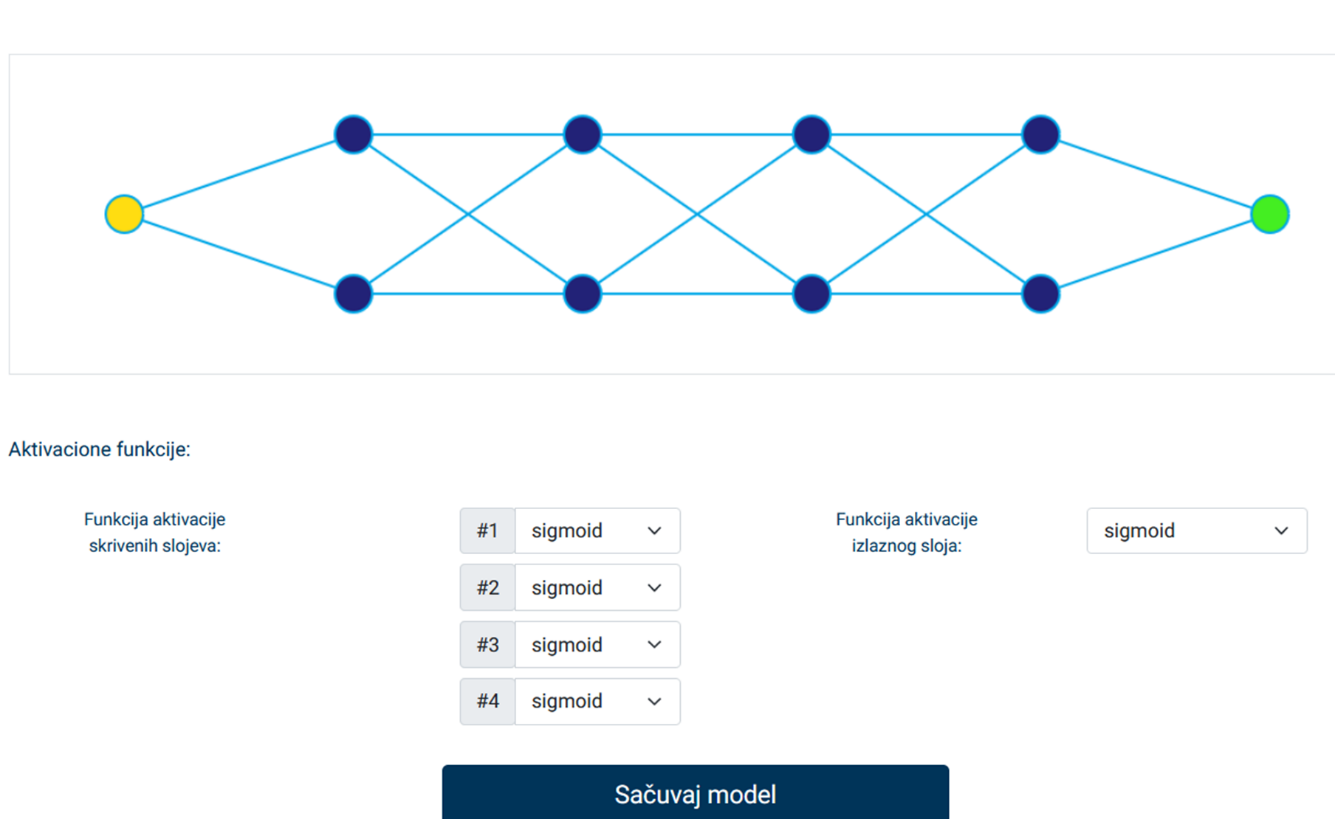 Aktivacione funkcije:
Funkcija aktivacije
skrivenih slojeva:
#1 sigmoid
#2 sigmoid
#3 sigmoid
#4 sigmoid
Funkcija aktivacije
izlaznog sloja:
sigmoid
Sačuvaj model